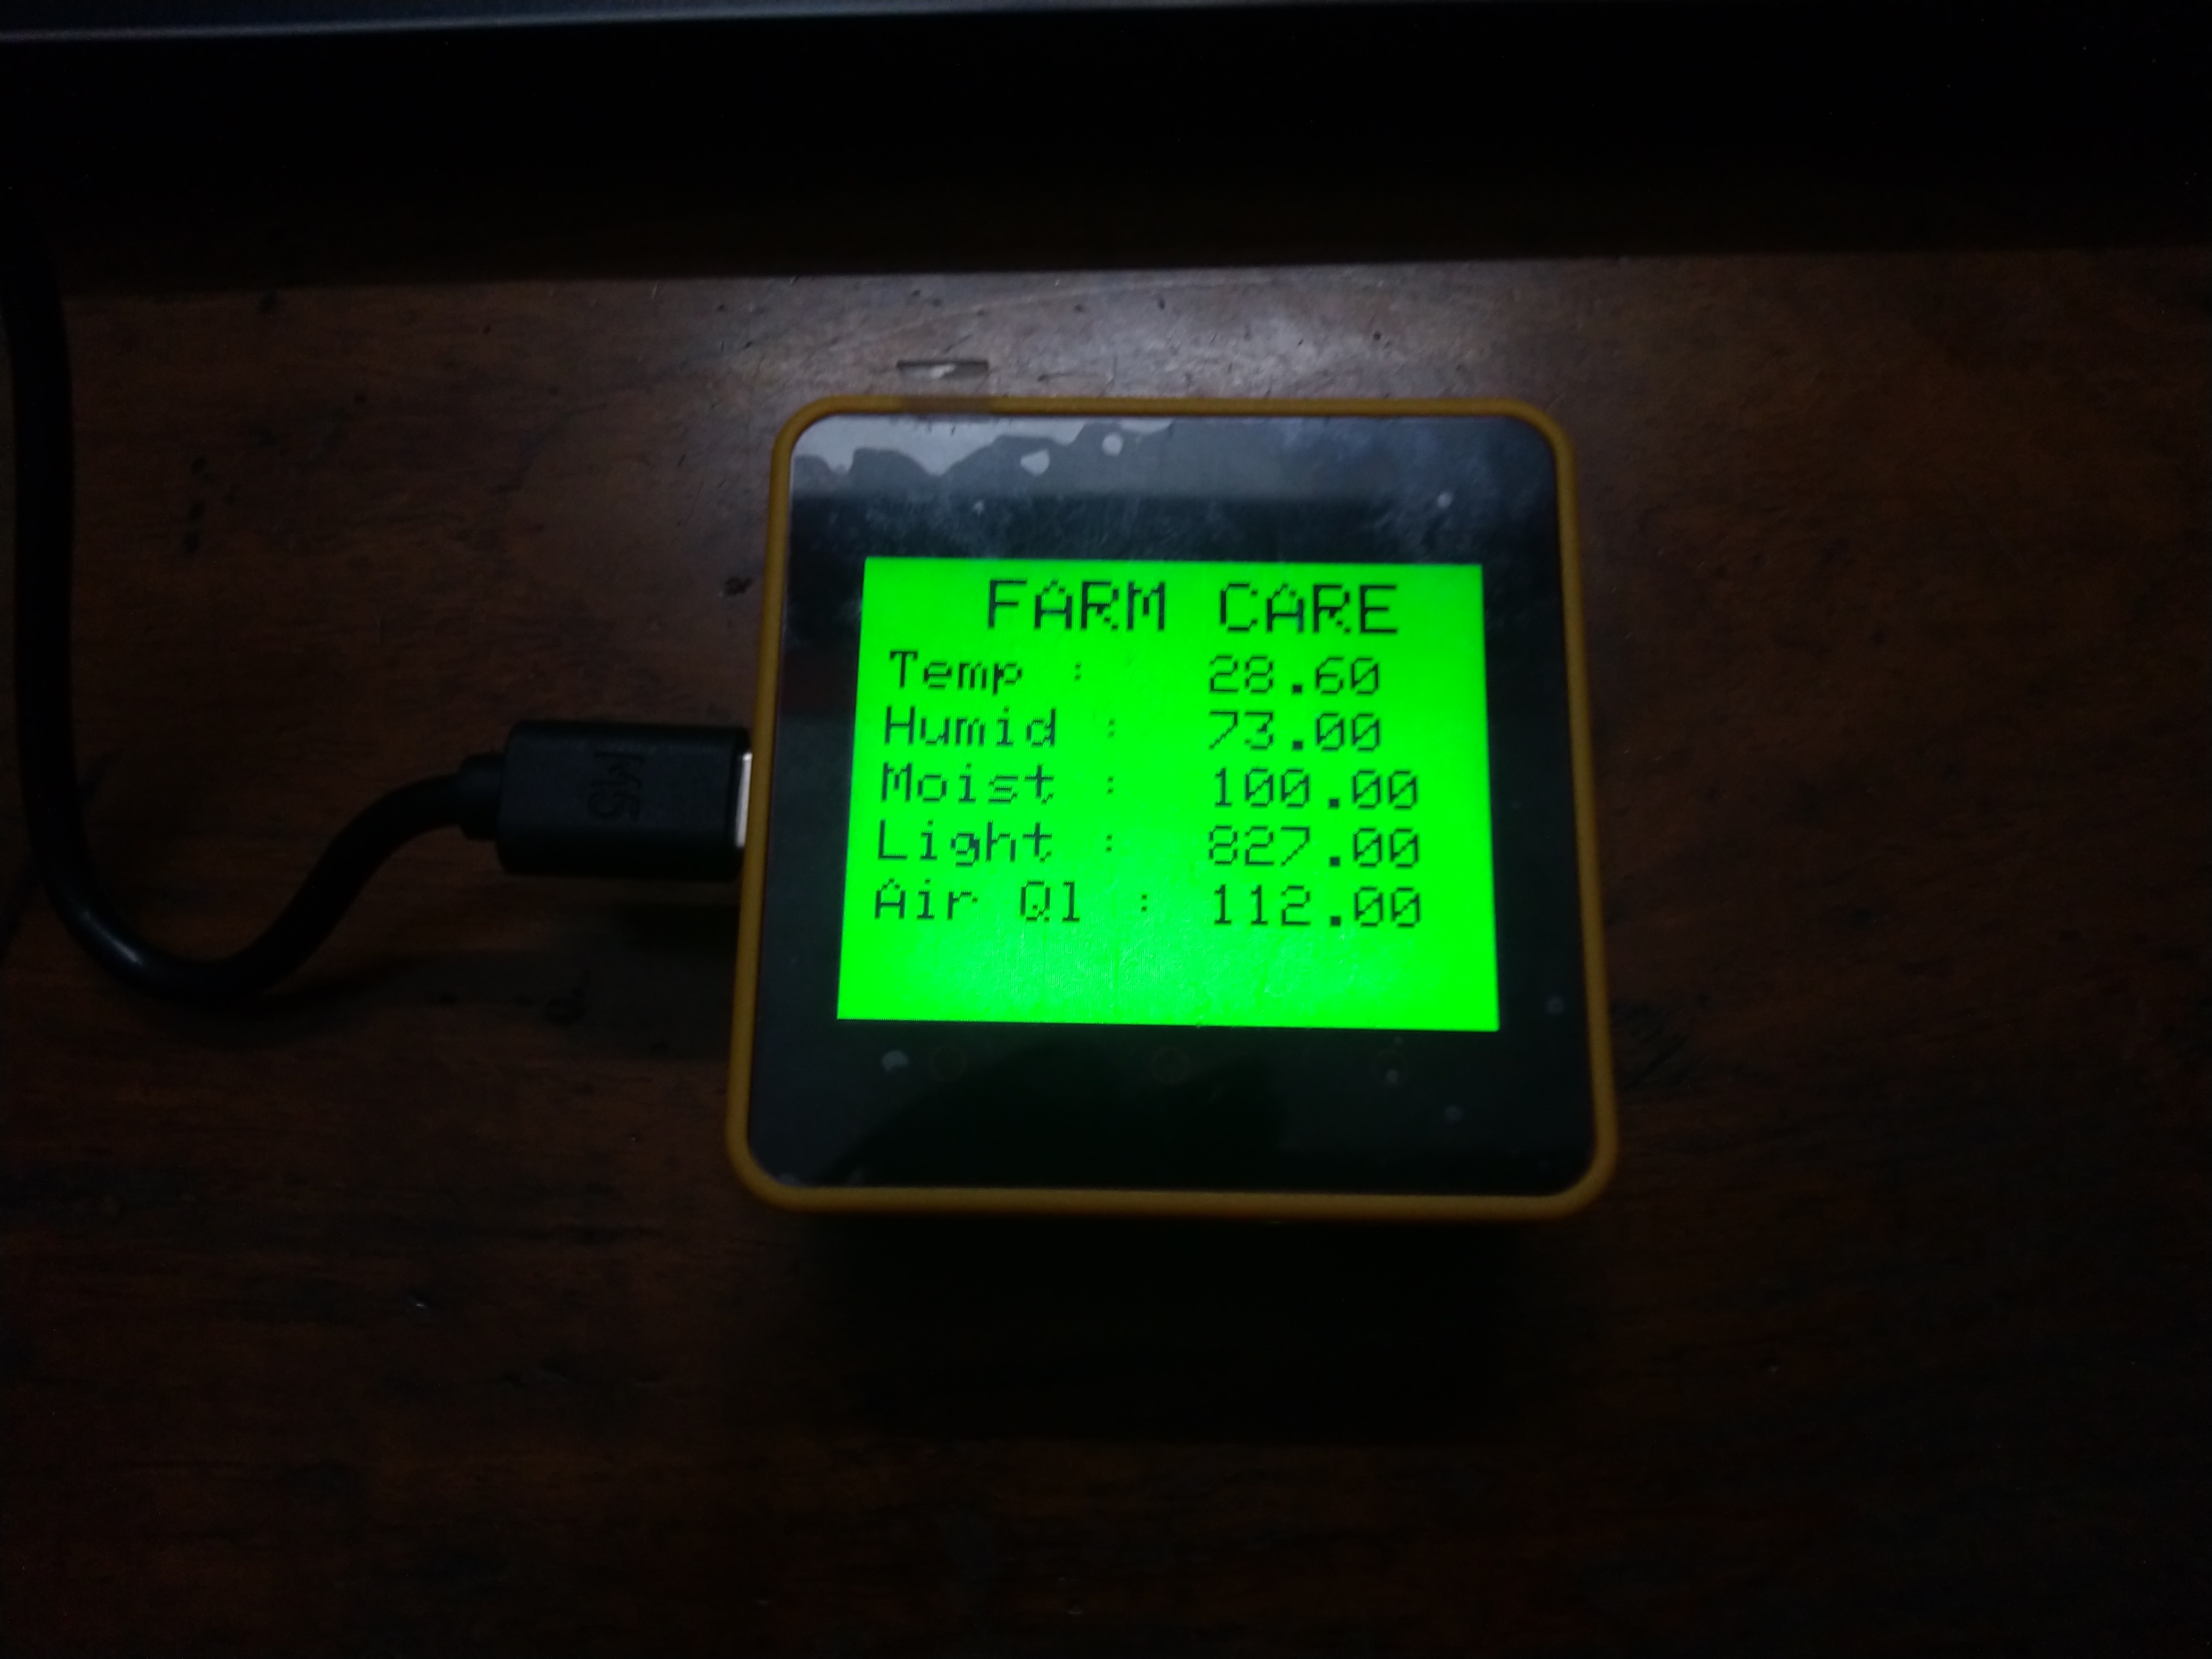 FARM CARE
Temp : 28.60
Humid : 73.00
Moist : 100.00
Light : 827.00
Air Ql : 112.00
M5